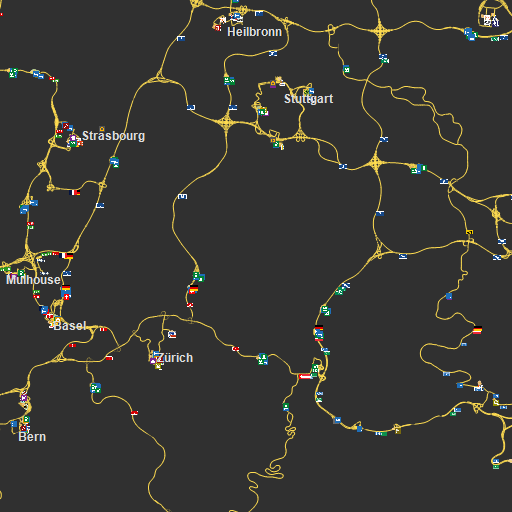 Heilbronn
Stuttgart
Strasbourg
Mulhouse
Basel
Zürich
Bern